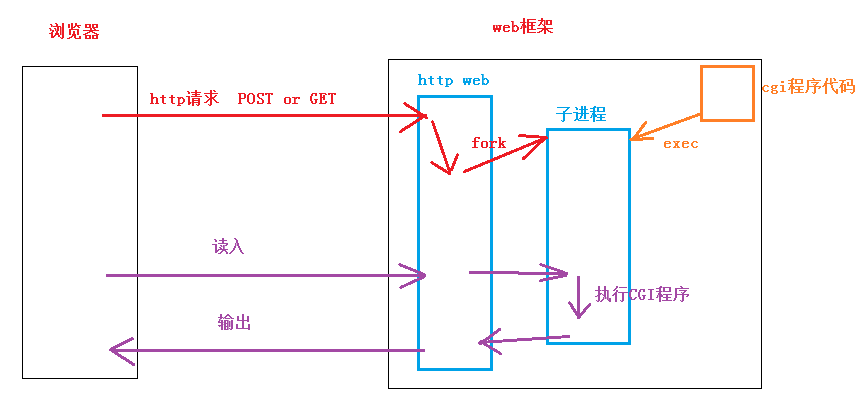 浏览器
web框架
http web
cgi程序代码
http请求 POST or GET
子进程
fork
exec
读入
执行CGI程序
输出